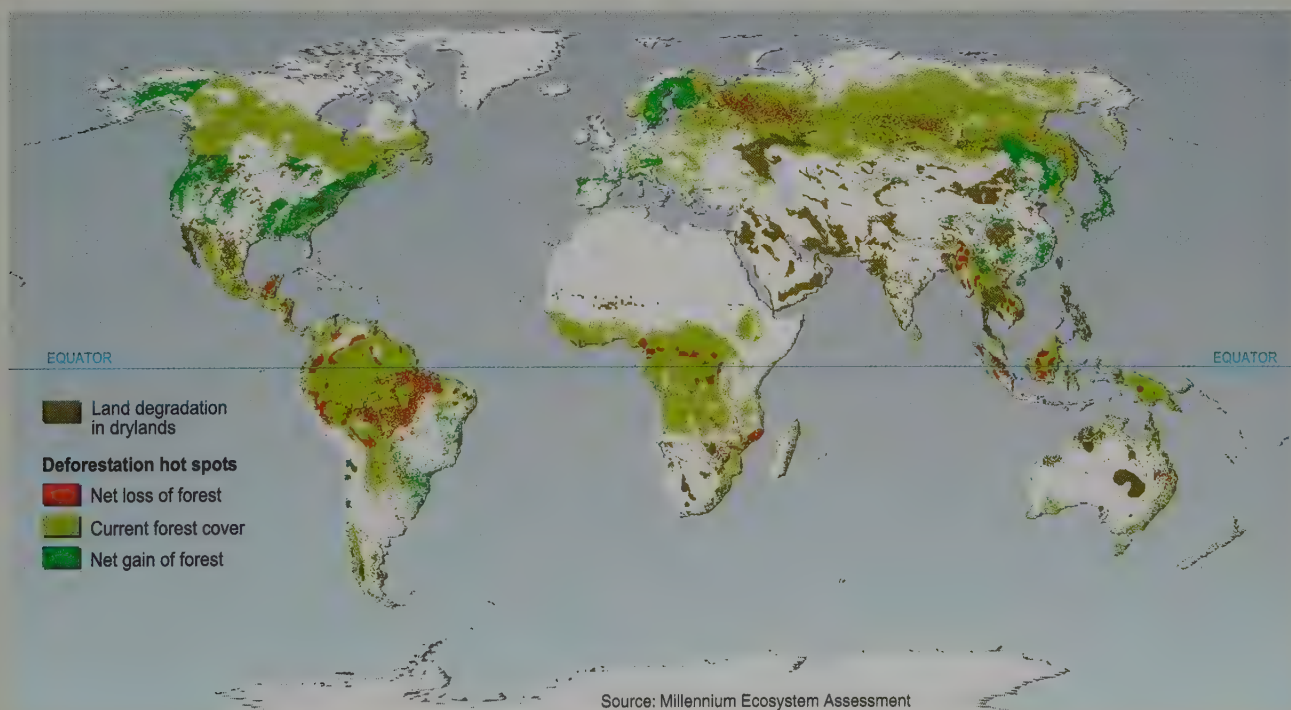 EQUATOR
EQUATOR
Land degradation
in drylands
Deforestation hot spots
Net loss of forest
Current forest cover
Net gain of forest
Source: Millennium Ecosystem Assessment